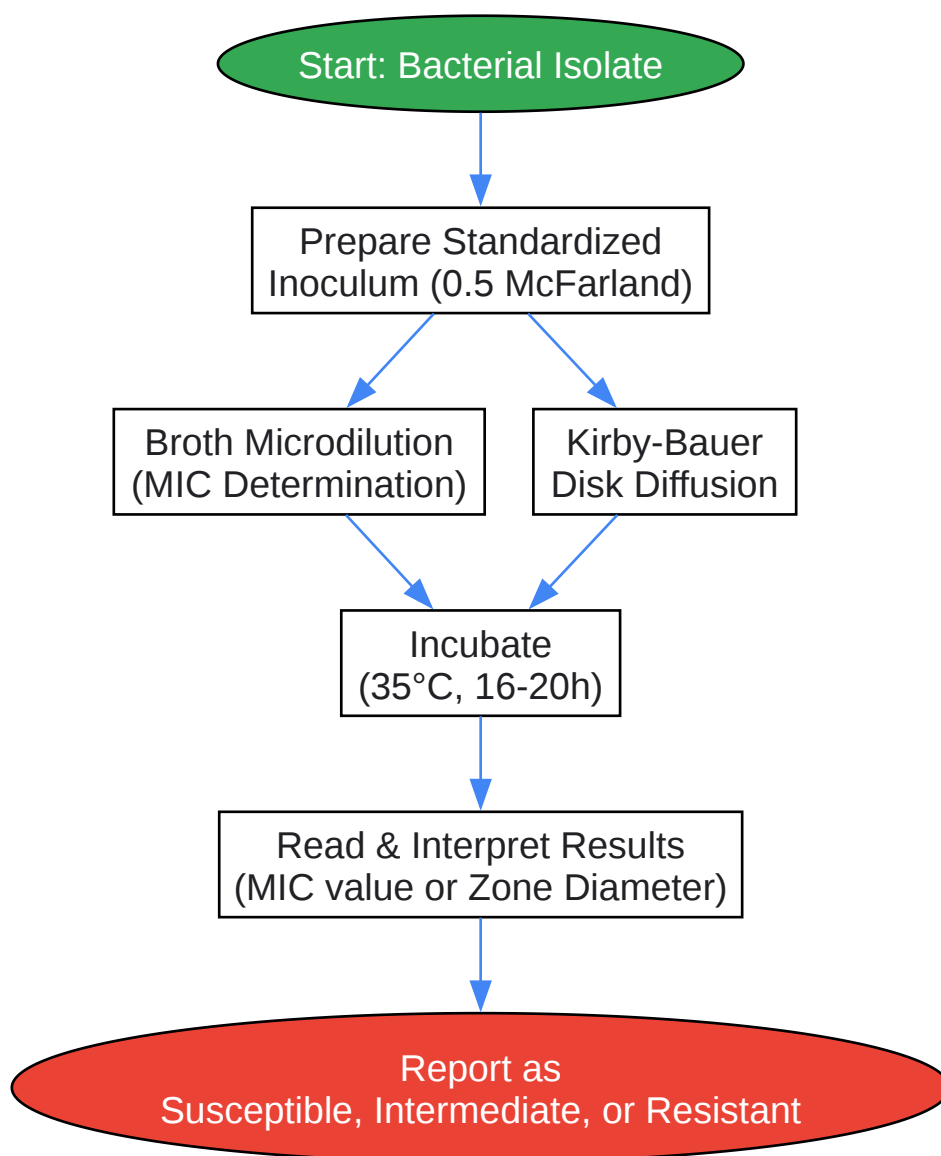 Start: Bacterial Isolate
Prepare Standardized
Inoculum (0.5 McFarland)
Broth Microdilution
(MIC Determination)
Kirby-Bauer
Disk Diffusion
Incubate
(35°C, 16-20h)
Read & Interpret Results
(MIC value or Zone Diameter)
Report as
Susceptible, Intermediate, or Resistant